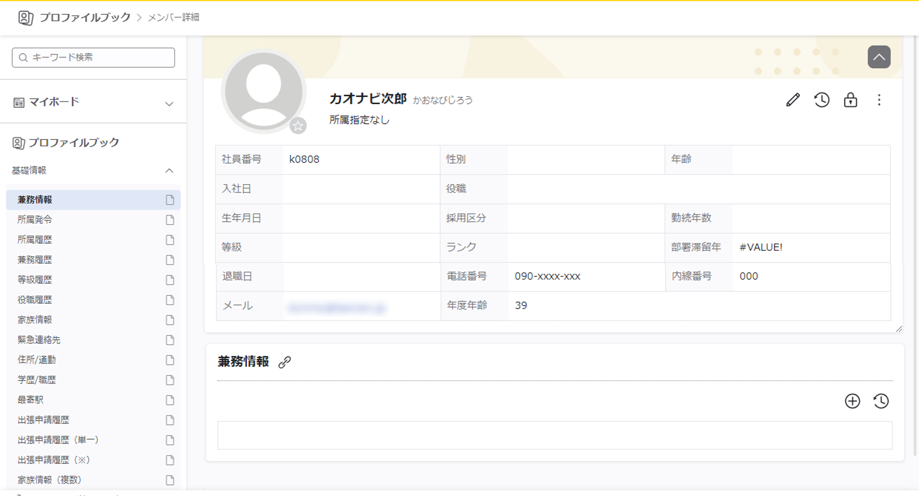 プロファイルブック > メンバー詳細
キーワード検索
マイボード
プロファイルブック
基礎情報
兼務情報
所属発令
所属履歴
兼務履歴
等級履歴
役職履歴
家族情報
緊急連絡先
住所/通勤
学歴/職歴
最寄駅
出張申請履歴
出張申請履歴（単一）
出張申請履歴（※）
家族情報（複数）
カオナビ次郎 かおなびじろう
所属指定なし
社員番号 k0808 性別 年齢
入社日 役職
生年月日 採用区分 勤続年数
等級 ランク 部署滞留年 #VALUE!
退職日 電話番号 090-xxxx-xxx 内線番号 000
メール 年度年齢 39
兼務情報